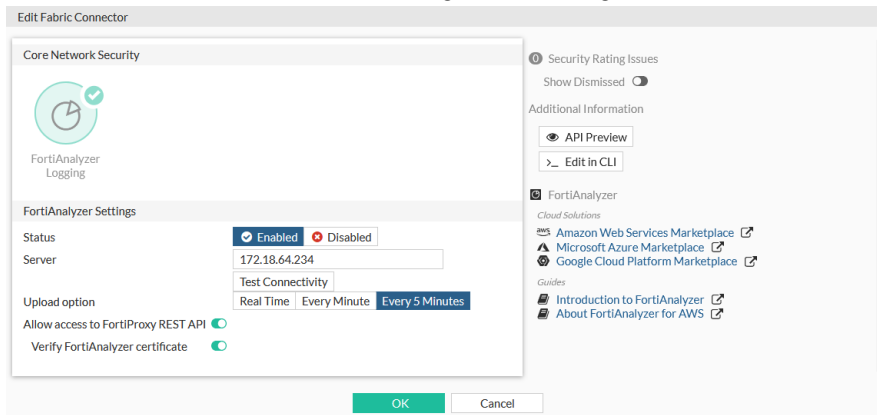 Edit Fabric Connector
Core Network Security
FortiAnalyzer
Logging
FortiAnalyzer Settings
Status
Enabled
Disabled
Server
172.18.64.234
Test Connectivity
Upload option
Real Time
Every Minute
Every 5 Minutes
Allow access to FortiProxy REST API
Verify FortiAnalyzer certificate
0 Security Rating Issues
Show Dismissed
Additional Information
API Preview
>_ Edit in CLI
FortiAnalyzer
Cloud Solutions
aws Amazon Web Services Marketplace
Microsoft Azure Marketplace
Google Cloud Platform Marketplace
Guides
Introduction to FortiAnalyzer
About FortiAnalyzer for AWS
OK
Cancel